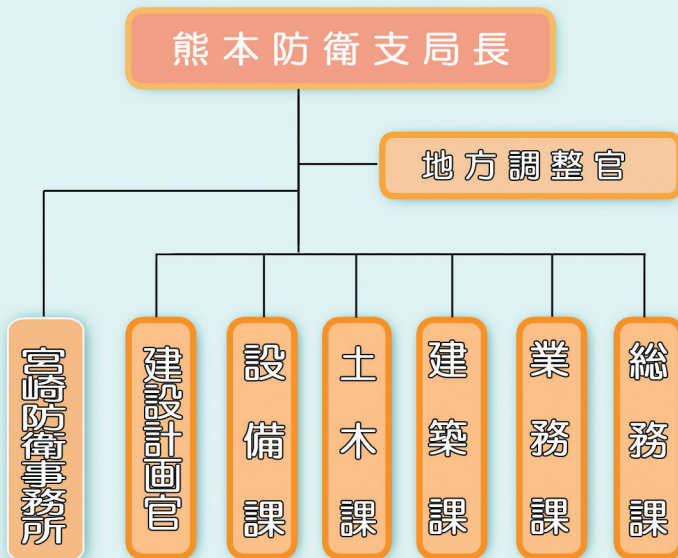 熊本防衛支局長
地方調整官
総務課
業務課
建築課
土木課
設備課
建設計画官
宮崎防衛事務所